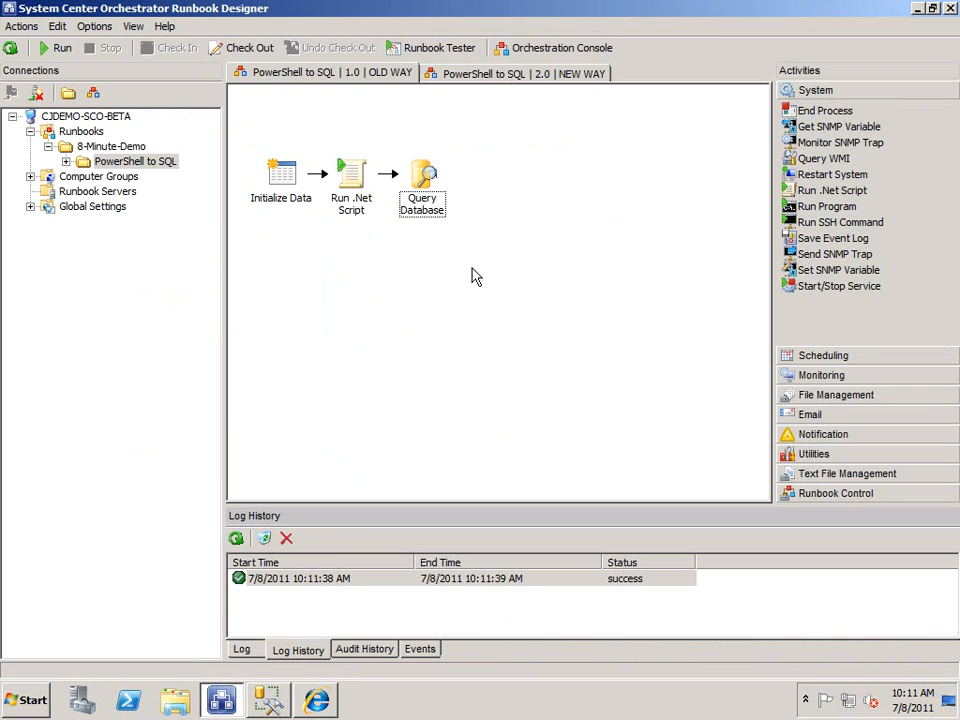 System Center Orchestrator Runbook Designer
Actions Edit Options View Help
Run Stop Check In Check Out Undo Check Out Runbook Tester Orchestration Console
Connections
PowerShell to SQL | 1.0 | OLD WAY
PowerShell to SQL | 2.0 | NEW WAY
Activities
System
CJDEMO-SCO-BETA
Runbooks
8-Minute-Demo
PowerShell to SQL
Computer Groups
Runbook Servers
Global Settings
Initialize Data
Run .Net
Script
Query
Database
End Process
Get SNMP Variable
Monitor SNMP Trap
Query WMI
Restart System
Run .Net Script
Run Program
Run SSH Command
Save Event Log
Send SNMP Trap
Set SNMP Variable
Start/Stop Service
Scheduling
Monitoring
File Management
Email
Notification
Utilities
Text File Management
Runbook Control
Log History
Start Time End Time Status
7/8/2011 10:11:38 AM 7/8/2011 10:11:39 AM success
Log Log History Audit History Events
Start
10:11 AM
7/8/2011